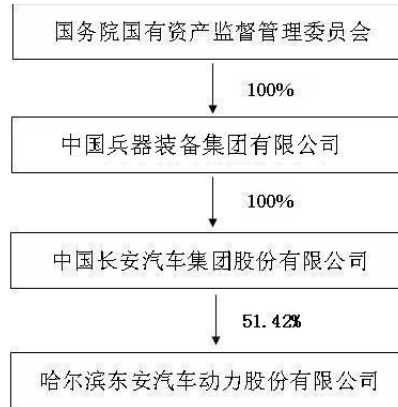 国务院国有资产监督管理委员会
100%
中国兵器装备集团有限公司
100%
中国长安汽车集团股份有限公司
51.42%
哈尔滨东安汽车动力股份有限公司